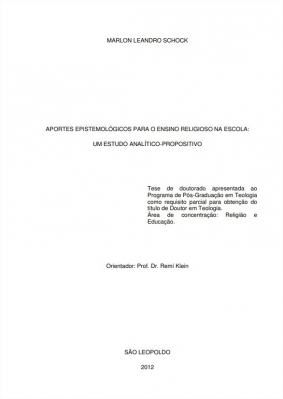 MARLON LEANDRO SCHOCK
APORTES EPISTEMOLÓGICOS PARA O ENSINO RELIGIOSO NA ESCOLA:
UM ESTUDO ANALÍTICO-PROPOSITIVO
Tese de doutorado apresentada ao
Programa de Pós-Graduação em Teologia
como requisito parcial para obtenção do
título de Doutor em Teologia.
Área de concentração: Religião e
Educação.
Orientador: Prof. Dr. Remí Klein
SÃO LEOPOLDO
2012